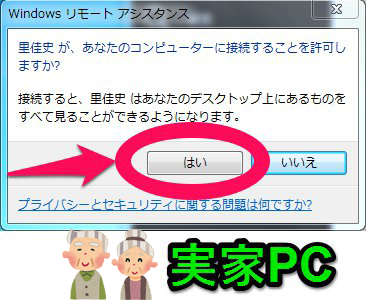 Windows リモート アシスタンス
里佳史 が、あなたのコンピューターに接続することを許可し
ますか?
接続すると、里佳史 はあなたのデスクトップ上にあるものを
すべて見ることができるようになります。
はい
いいえ
プライバシーとセキュリティに関する問題は何ですか?
実家PC